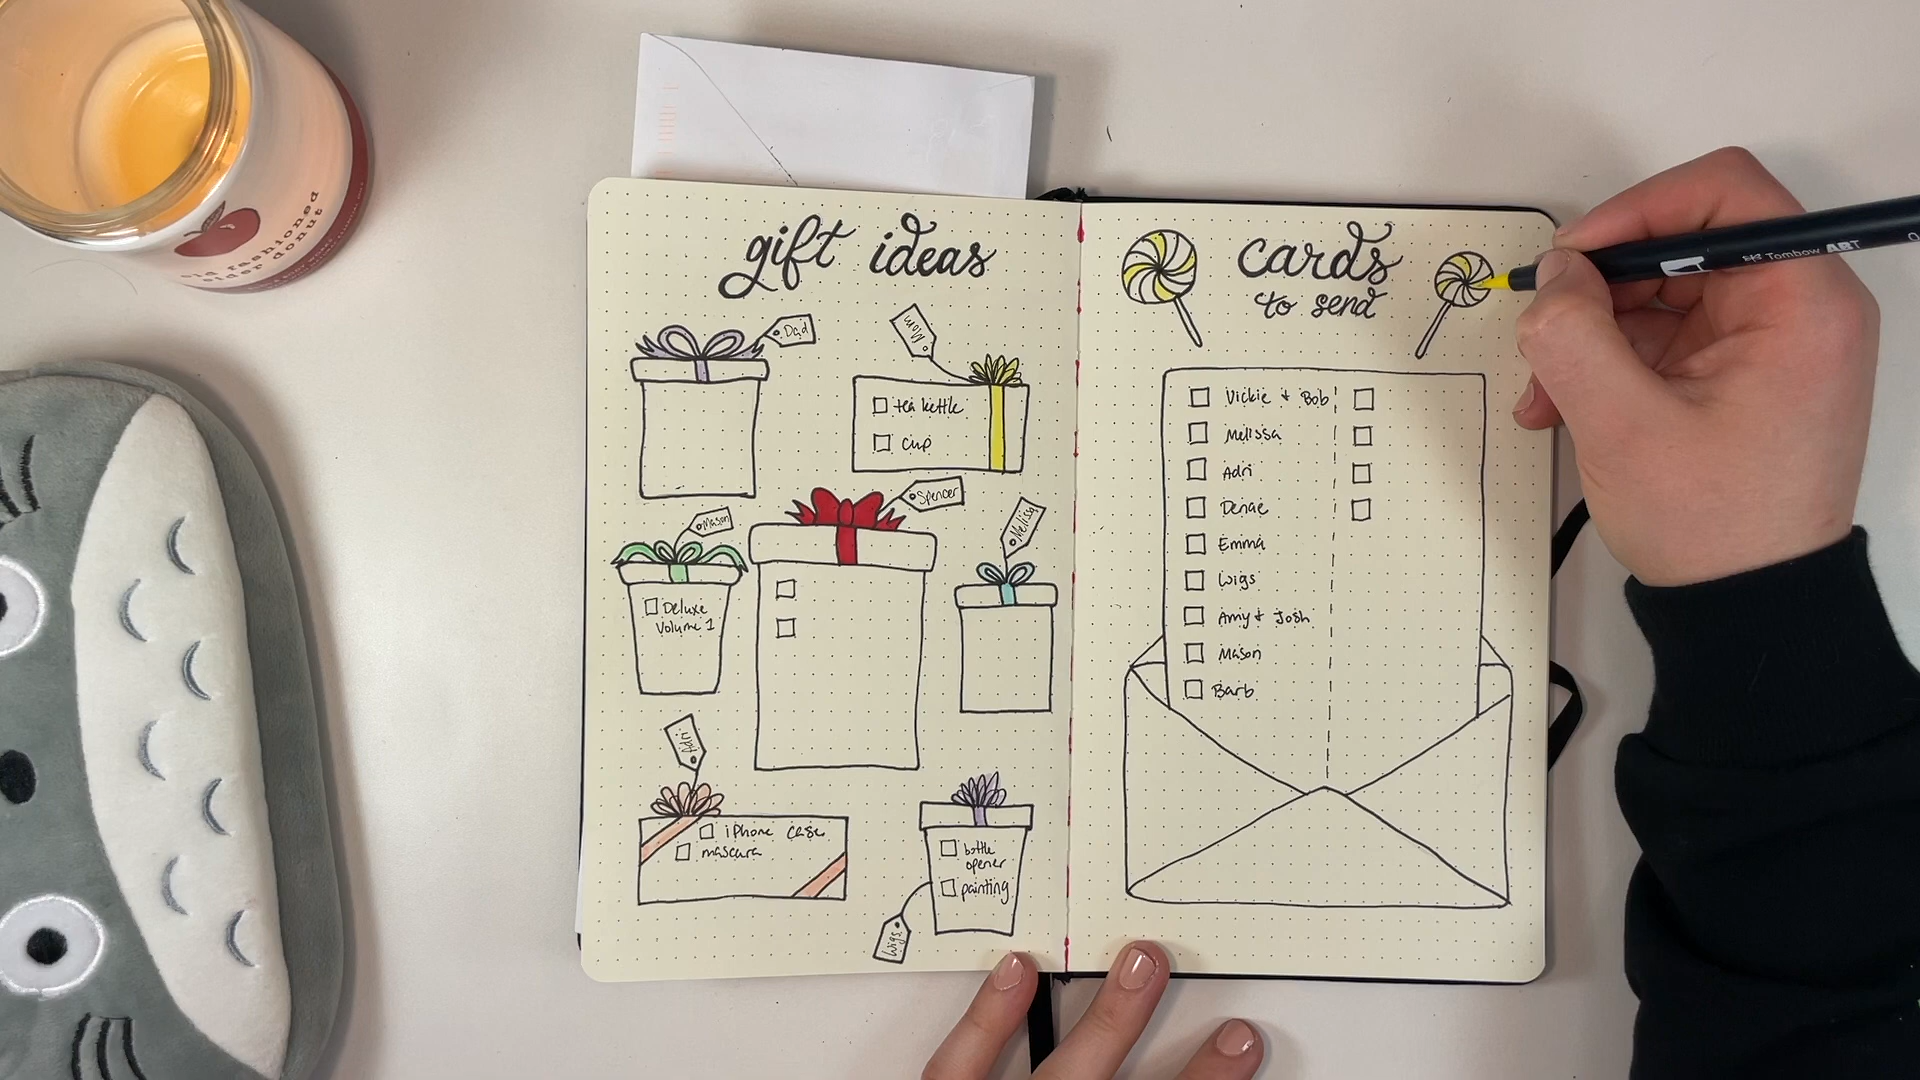 old fashioned
cider donut
gift ideas
Dad
Mom
tea kettle
cup
Mason
Deluxe
Volume 1
Spencer
Melissa
Adri
iPhone case
mascara
bottle
opener
painting
Wigs
cards
to send
Vickie + Bob
Melissa
Adri
Denae
Emma
Wigs
Amy + Josh
Mason
Barb
Tombow ABT